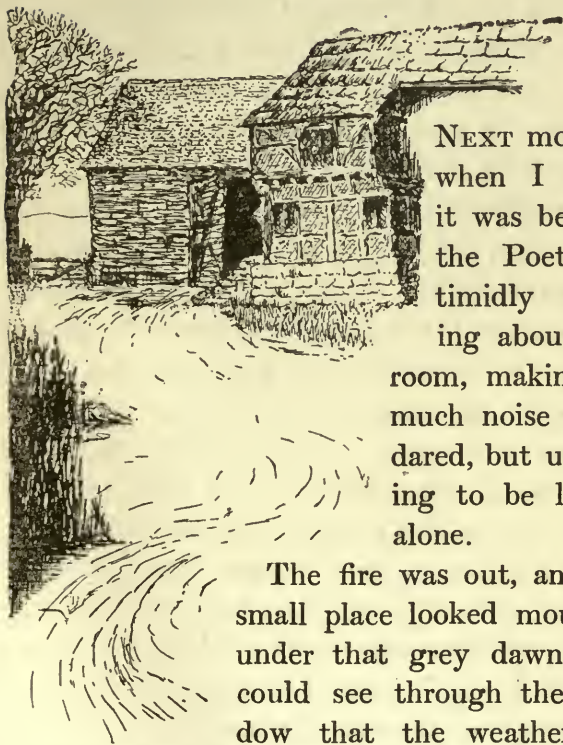 NEXT mo
when I
it was be
the Poet
timidly
ing abou
room, makin
much noise
dared, but u
ing to be l
alone.
The fire was out, an
small place looked mou
under that grey dawn
could see through the
dow that the weather